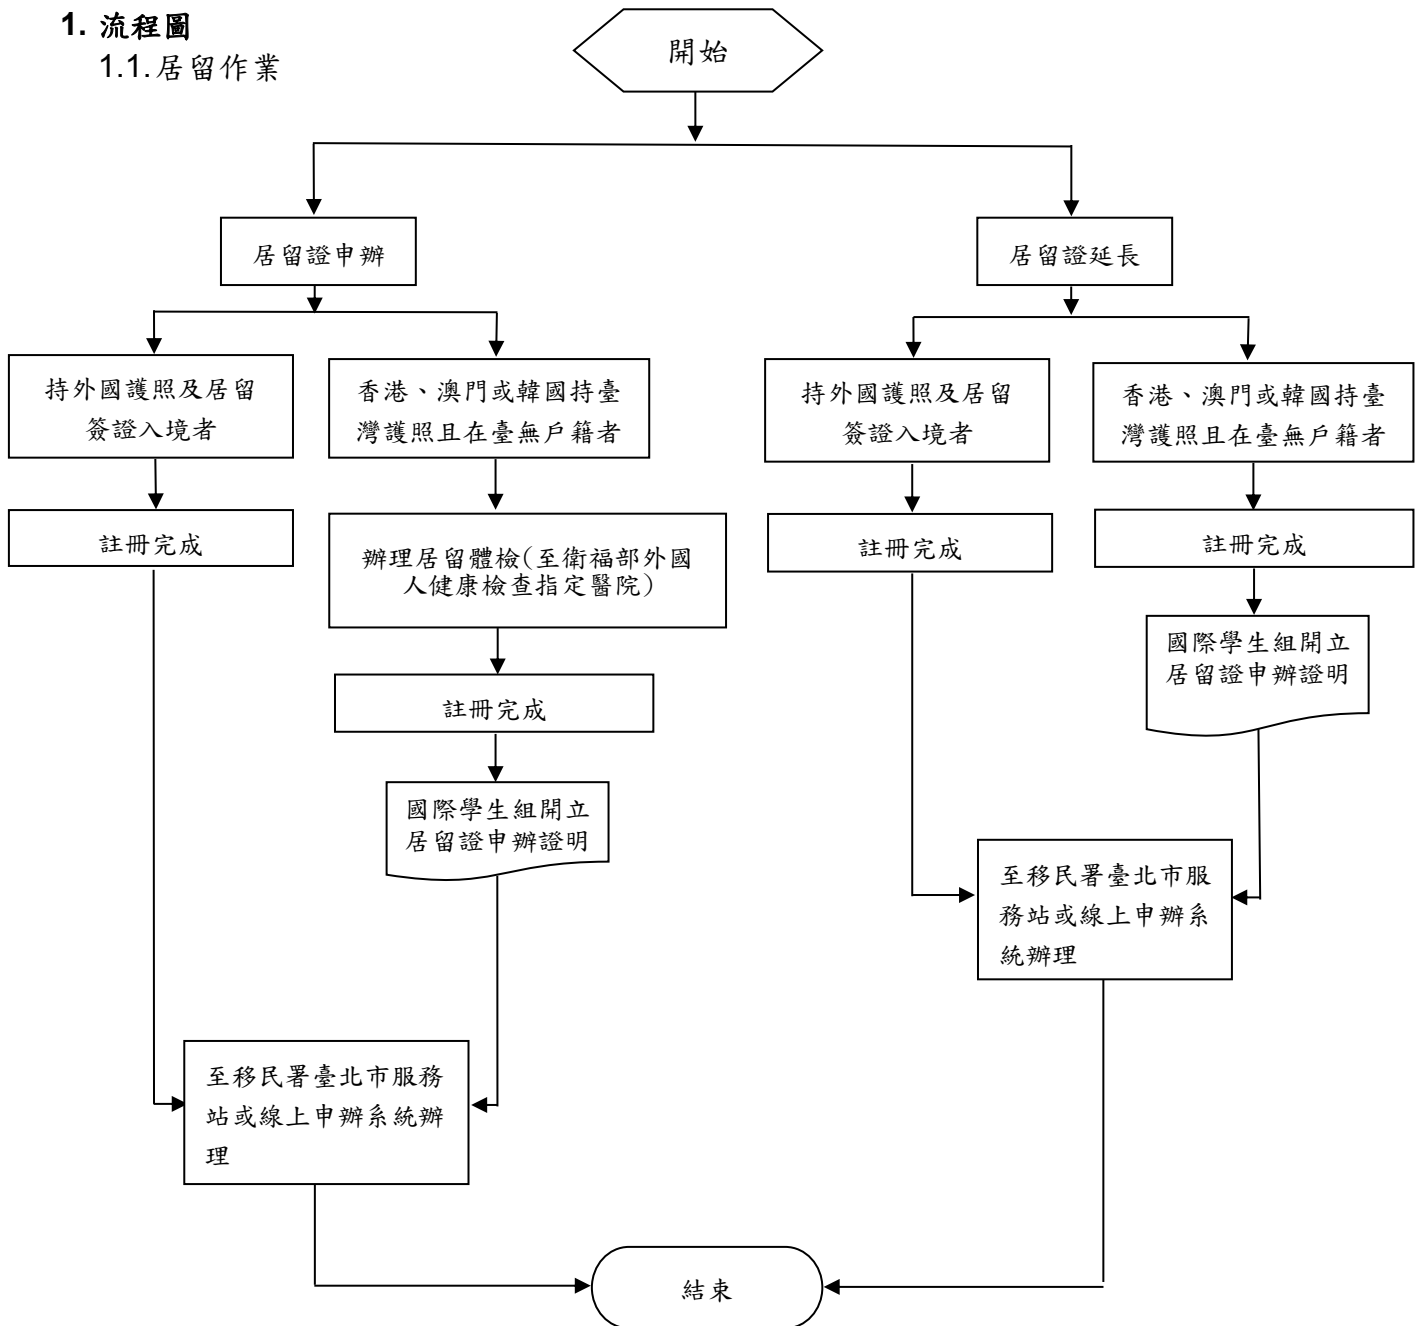 1. 流程圖
1.1.居留作業
開始
居留證申辦
居留證延長
持外國護照及居留
簽證入境者
香港、澳門或韓國持臺
灣護照且在臺無戶籍者
持外國護照及居留
簽證入境者
香港、澳門或韓國持臺
灣護照且在臺無戶籍者
註冊完成
辦理居留體檢(至衛福部外國
人健康檢查指定醫院)
註冊完成
註冊完成
註冊完成
國際學生組開立
居留證申辦證明
國際學生組開立
居留證申辦證明
至移民署臺北市服
務站或線上申辦系
統辦理
至移民署臺北市服務
站或線上申辦系統辦
理
結束